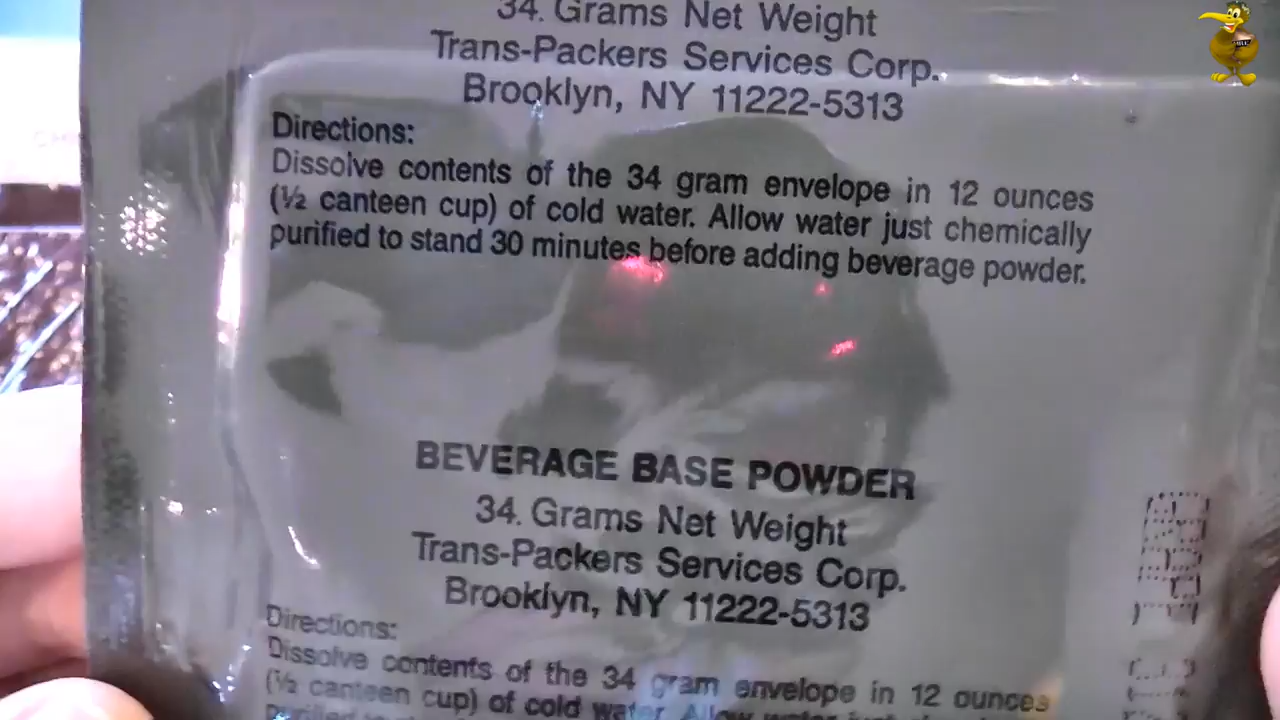 34. Grams Net Weight
Trans-Packers Services Corp.
Brooklyn, NY 11222-5313
Directions:
Dissolve contents of the 34 gram envelope in 12 ounces
(½ canteen cup) of cold water. Allow water just chemically
purified to stand 30 minutes before adding beverage powder.
BEVERAGE BASE POWDER
34. Grams Net Weight
Trans-Packers Services Corp.
Brooklyn, NY 11222-5313
Directions:
Dissolve contents of the 34 gram envelope in 12 ounces
(½ canteen cup) of cold water. Allow water just